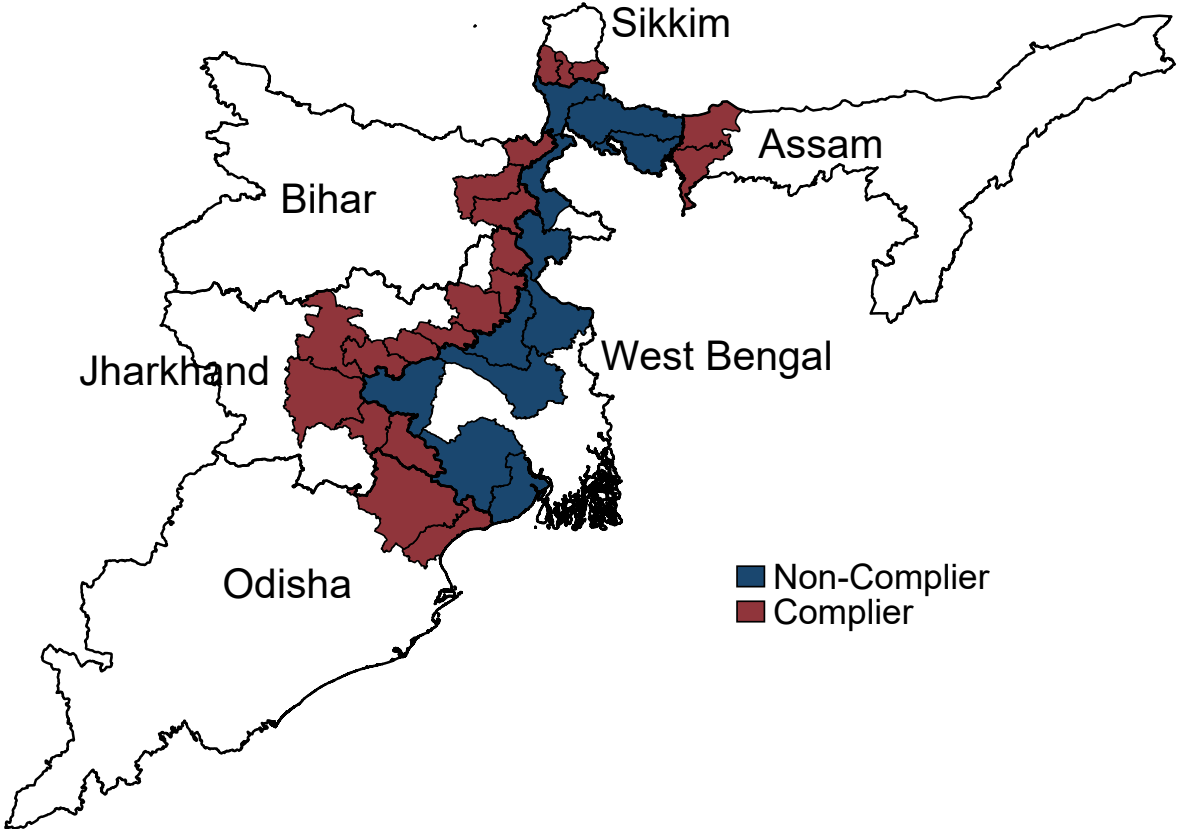 Sikkim
Assam
Bihar
West Bengal
Jharkhand
Non-Complier
Odisha
Complier